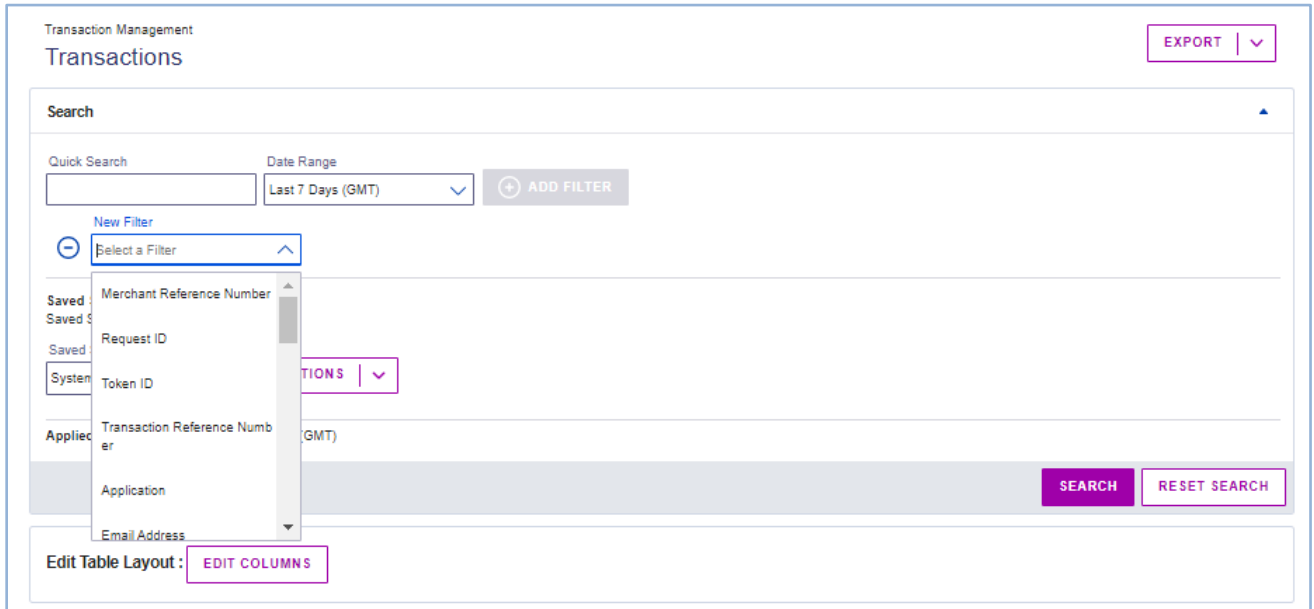 Transaction Management
Transactions
EXPORT
Search
Quick Search
Date Range
Last 7 Days (GMT)
ADD FILTER
New Filter
Select a Filter
Merchant Reference Number
Request ID
Token ID
Transaction Reference Numb
er
Application
Email Address
Saved
Saved S
Saved
System
TIONS
Applied
(GMT)
SEARCH
RESET SEARCH
Edit Table Layout :
EDIT COLUMNS